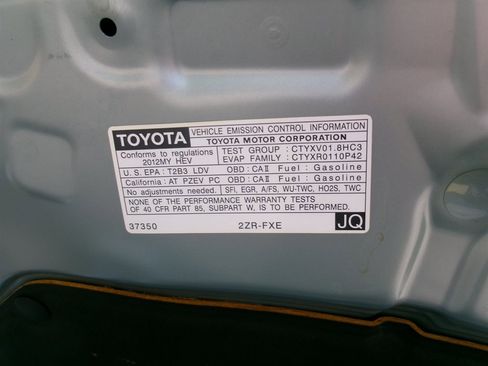 TOYOTA VEHICLE EMISSION CONTROL INFORMATION
TOYOTA MOTOR CORPORATION
Conforms to regulations
2012MY HEV
TEST GROUP : CTYXV01.8HC3
EVAP FAMILY : CTYXR0110P42
U.S. EPA : T2B3 LDV OBD : CAII Fuel : Gasoline
California: AT PZEV PC OBD : CAII Fuel : Gasoline
No adjustments needed. SFI, EGR, A/FS, WU-TWC, HO2S, TWC
NONE OF THE REMAINING WARRANTY TESTS
OF 40 CFR PART 85, SUBPART W, IS TO BE PERFORMED.
37350 2ZR-FXE JQ